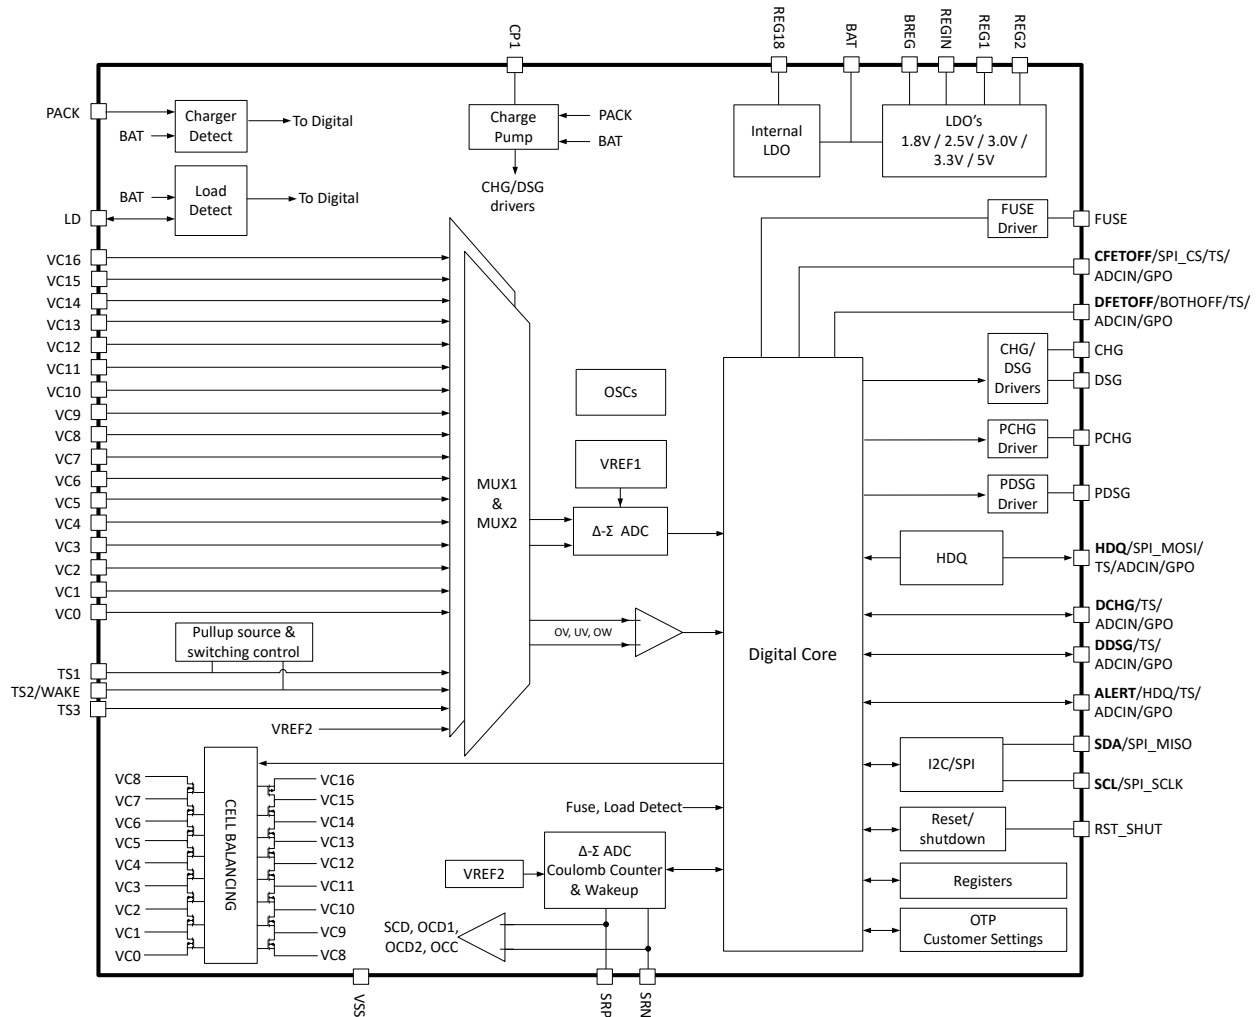 CP1
REG18
BAT
BREG
REGIN
REG1
REG2
PACK
BAT
Charger
Detect
To Digital
BAT
LD
Load
Detect
To Digital
Charge
Pump
PACK
BAT
CHG/DSG
drivers
Internal
LDO
LDO's
1.8V / 2.5V / 3.0V /
3.3V / 5V
VC16
VC15
VC14
VC13
VC12
VC11
VC10
VC9
VC8
VC7
VC6
VC5
VC4
VC3
VC2
VC1
VC0
Pullup source &
switching control
TS1
TS2/WAKE
TS3
VREF2
MUX1
&
MUX2
OSCs
VREF1
Δ-Σ ADC
OV, UV, OW
Digital Core
FUSE
Driver
FUSE
CFETOFF/SPI_CS/TS/
ADCIN/GPO
DFETOFF/BOTHOFF/TS/
ADCIN/GPO
CHG/
DSG
Drivers
CHG
DSG
PCHG
Driver
PCHG
PDSG
Driver
PDSG
HDQ
HDQ/SPI_MOSI/
TS/ADCIN/GPO
DCHG/TS/
ADCIN/GPO
DDSG/TS/
ADCIN/GPO
ALERT/HDQ/TS/
ADCIN/GPO
I2C/SPI
SDA/SPI_MISO
SCL/SPI_SCLK
Reset/
shutdown
RST_SHUT
Registers
OTP
Customer Settings
VC8
VC7
VC6
VC5
VC4
VC3
VC2
VC1
VC0
CELL BALANCING
VC16
VC15
VC14
VC13
VC12
VC11
VC10
VC9
VC8
Fuse, Load Detect
VREF2
Δ-Σ ADC
Coulomb Counter
& Wakeup
SCD, OCD1,
OCD2, OCC
VSS
SRP
SRN